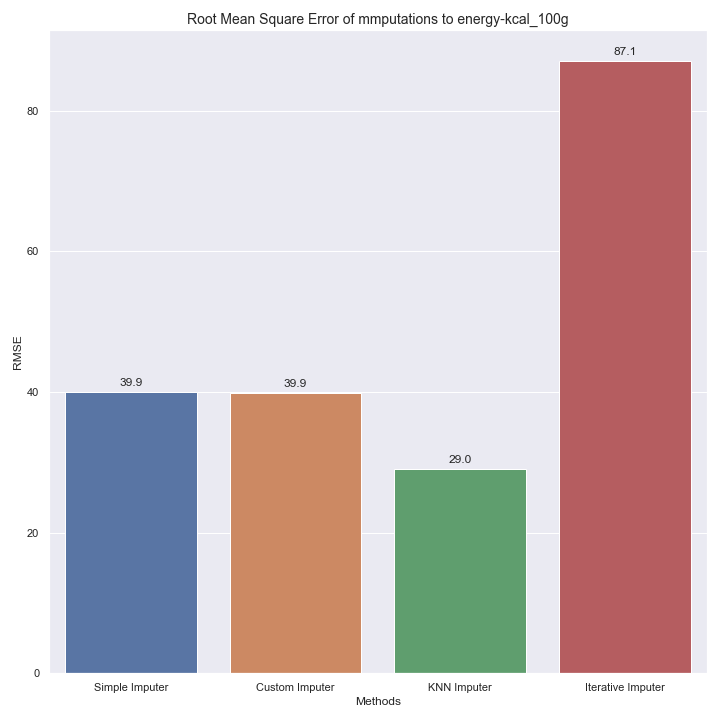 Root Mean Square Error of mmputations to energy-kcal_100g
87.1
80
60
RMSE
39.9
39.9
40
29.0
20
0
Simple Imputer
Custom Imputer
KNN Imputer
Iterative Imputer
Methods